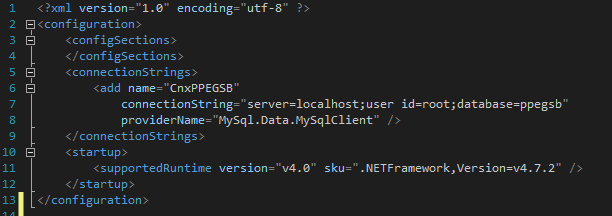 1 <?xml version="1.0" encoding="utf-8" ?>
2 <configuration>
3 <configSections>
4 </configSections>
5 <connectionStrings>
6 <add name="CnxPPEGSB"
7 connectionString="server=localhost;user id=root;database=ppegsb"
8 providerName="MySql.Data.MySqlClient" />
9 </connectionStrings>
10 <startup>
11 <supportedRuntime version="v4.0" sku=".NETFramework,Version=v4.7.2" />
12 </startup>
13 </configuration>
14